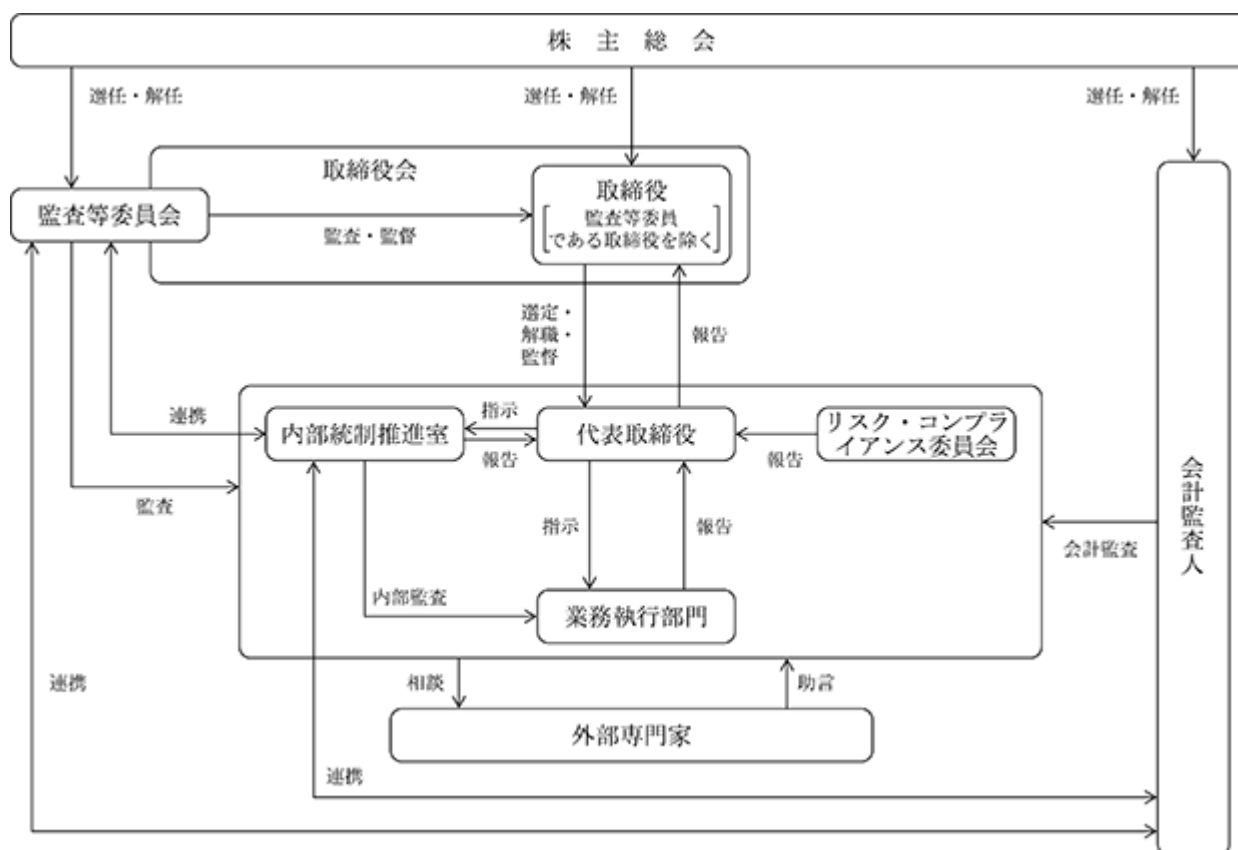 株主総会
選任・解任
選任・解任
選任・解任
取締役会
取締役
監査等委員
である取締役を除く
監査等委員会
監査・監督
選定・
解職・
監督
報告
連携
内部統制推進室
指示
報告
代表取締役
報告
リスク・コンプラ
イアンス委員会
監査
指示
報告
会計監査
会計監査人
内部監査
業務執行部門
連携
相談
助言
外部専門家
連携